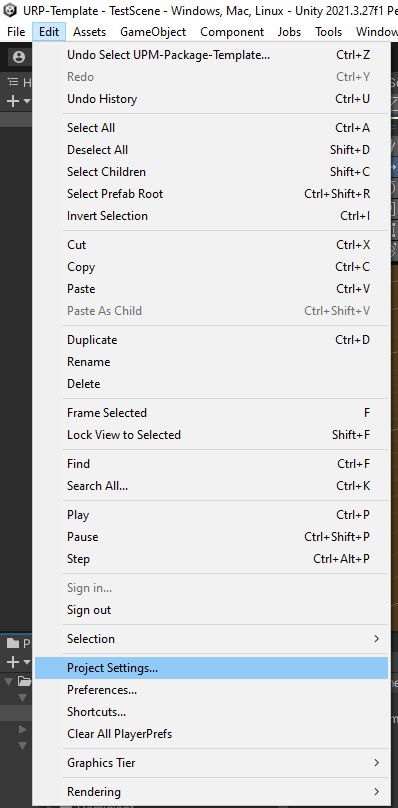 URP-Template - TestScene - Windows, Mac, Linux - Unity 2021.3.27f1 Pe
File Edit Assets GameObject Component Jobs Tools Window
Undo Select UPM-Package-Template... Ctrl+Z
Redo Ctrl+Y
Undo History Ctrl+U
Select All Ctrl+A
Deselect All Shift+D
Select Children Shift+C
Select Prefab Root Ctrl+Shift+R
Invert Selection Ctrl+I
Cut Ctrl+X
Copy Ctrl+C
Paste Ctrl+V
Paste As Child Ctrl+Shift+V
Duplicate Ctrl+D
Rename
Delete
Frame Selected F
Lock View to Selected Shift+F
Find Ctrl+F
Search All... Ctrl+K
Play Ctrl+P
Pause Ctrl+Shift+P
Step Ctrl+Alt+P
Sign in...
Sign out
Selection
Project Settings...
Preferences...
Shortcuts...
Clear All PlayerPrefs
Graphics Tier
Rendering